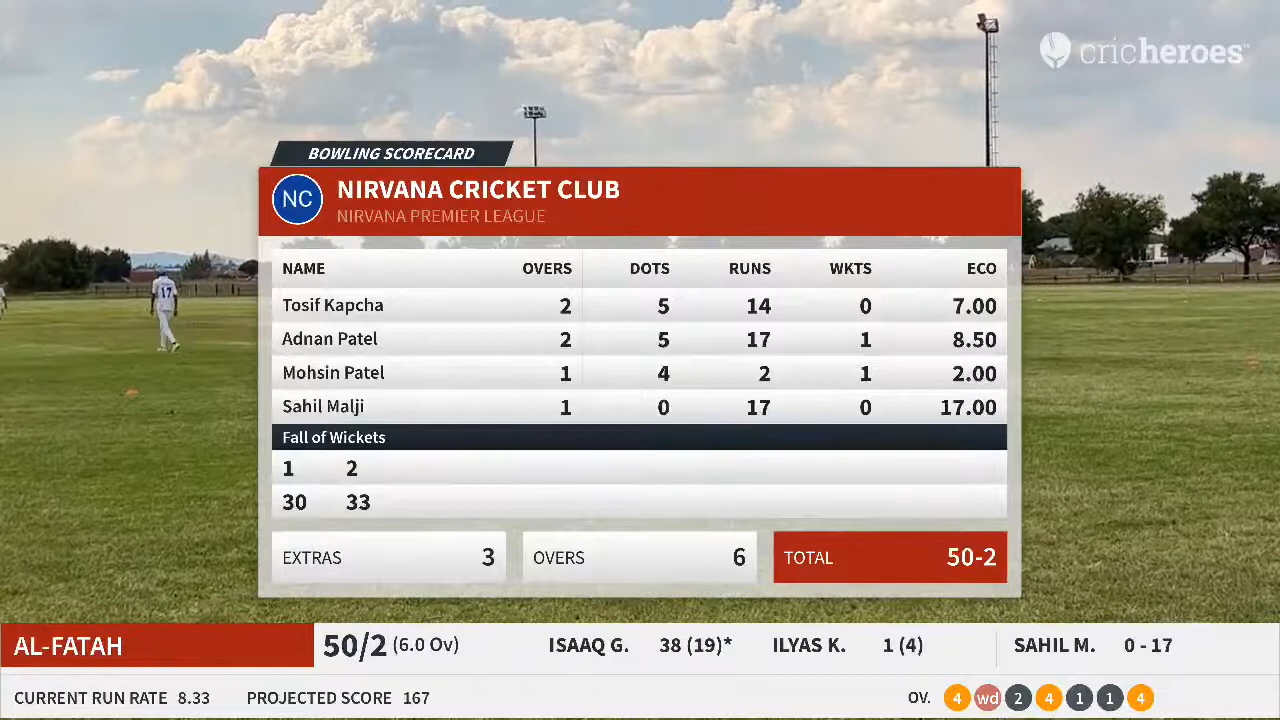 cricheroes™
BOWLING SCORECARD
NC
NIRVANA CRICKET CLUB
NIRVANA PREMIER LEAGUE
NAME OVERS DOTS RUNS WKTS ECO
Tosif Kapcha 2 5 14 0 7.00
Adnan Patel 2 5 17 1 8.50
Mohsin Patel 1 4 2 1 2.00
Sahil Malji 1 0 17 0 17.00
Fall of Wickets
1 2
30 33
EXTRAS 3 OVERS 6 TOTAL 50-2
17
AL-FATAH 50/2 (6.0 Ov) ISAAQ G. 38 (19)* ILYAS K. 1 (4) SAHIL M. 0 - 17
CURRENT RUN RATE 8.33 PROJECTED SCORE 167 OV. 4 wd 2 4 1 1 4